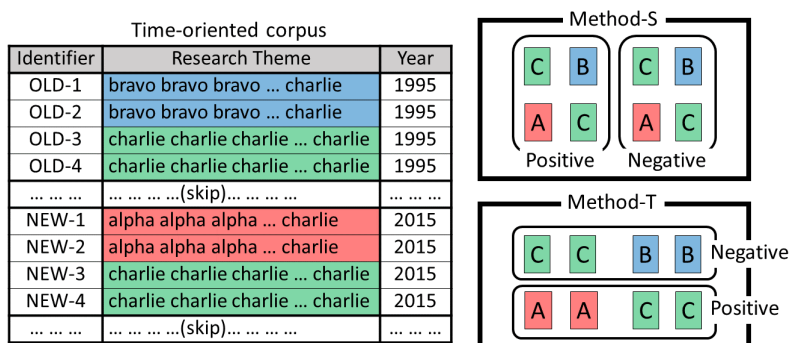 Time-oriented corpus
Identifier Research Theme Year
OLD-1 bravo bravo bravo ... charlie 1995
OLD-2 bravo bravo bravo ... charlie 1995
OLD-3 charlie charlie charlie ... charlie 1995
OLD-4 charlie charlie charlie ... charlie 1995
... ... ... ... ... ... ...(skip)... ... ... ... ... ... ...
NEW-1 alpha alpha alpha ... charlie 2015
NEW-2 alpha alpha alpha ... charlie 2015
NEW-3 charlie charlie charlie ... charlie 2015
NEW-4 charlie charlie charlie ... charlie 2015
... ... ... ... ... ... ...(skip)... ... ... ... ... ... ...
Method-S
C B C B
A C A C
Positive Negative
Method-T
C C B B Negative
A A C C Positive